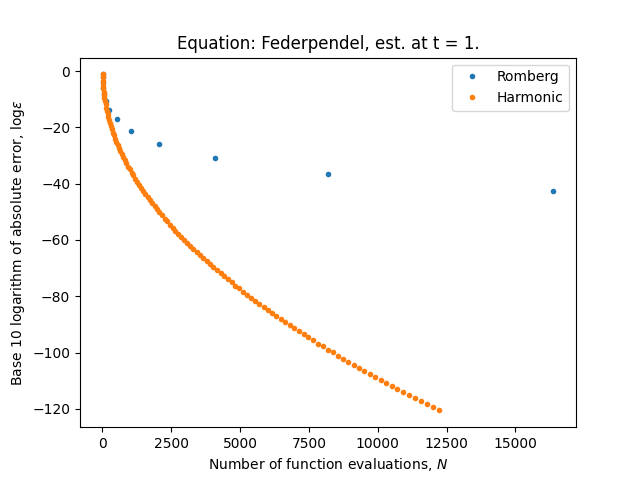 Equation: Federpendel, est. at t = 1.
Romberg
Harmonic
Base 10 logarithm of absolute error, logε
0
−20
−40
−60
−80
−100
−120
0 2500 5000 7500 10000 12500 15000
Number of function evaluations, N